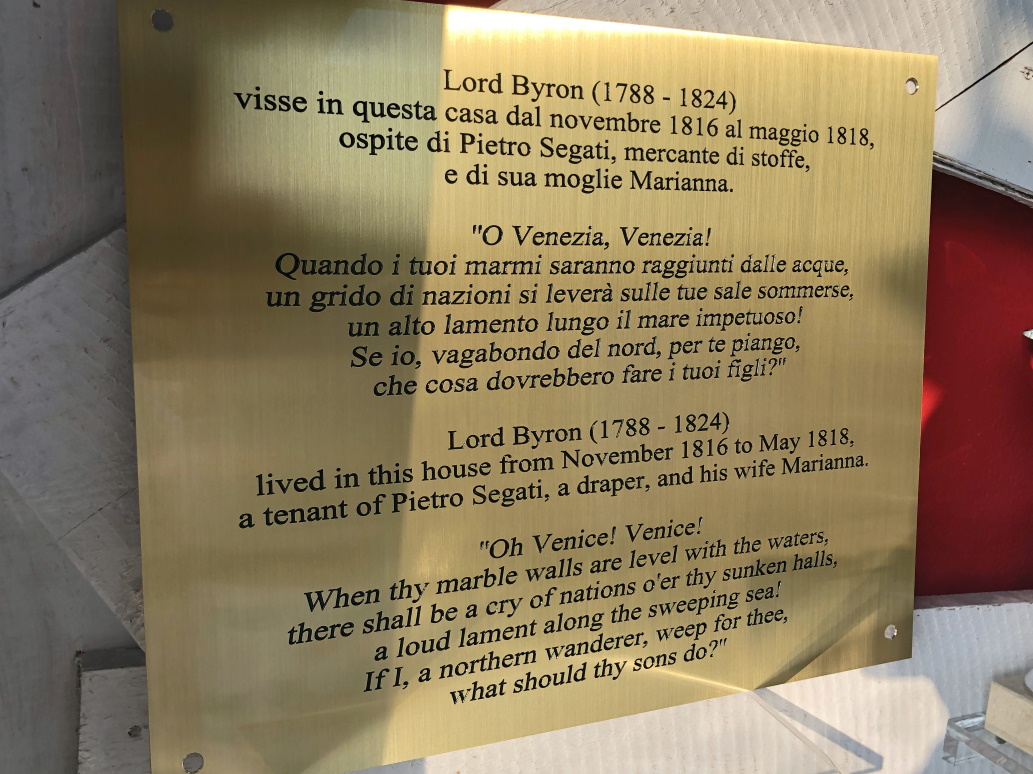 Lord Byron (1788 - 1824)
visse in questa casa dal novembre 1816 al maggio 1818,
ospite di Pietro Segati, mercante di stoffe,
e di sua moglie Marianna.
"O Venezia, Venezia!
Quando i tuoi marmi saranno raggiunti dalle acque,
un grido di nazioni si leverà sulle tue sale sommerse,
un alto lamento lungo il mare impetuoso!
Se io, vagabondo del nord, per te piango,
che cosa dovrebbero fare i tuoi figli?"
Lord Byron (1788 - 1824)
lived in this house from November 1816 to May 1818,
a tenant of Pietro Segati, a draper, and his wife Marianna.
"Oh Venice! Venice!
When thy marble walls are level with the waters,
there shall be a cry of nations o'er thy sunken halls,
a loud lament along the sweeping sea!
If I, a northern wanderer, weep for thee,
what should thy sons do?"